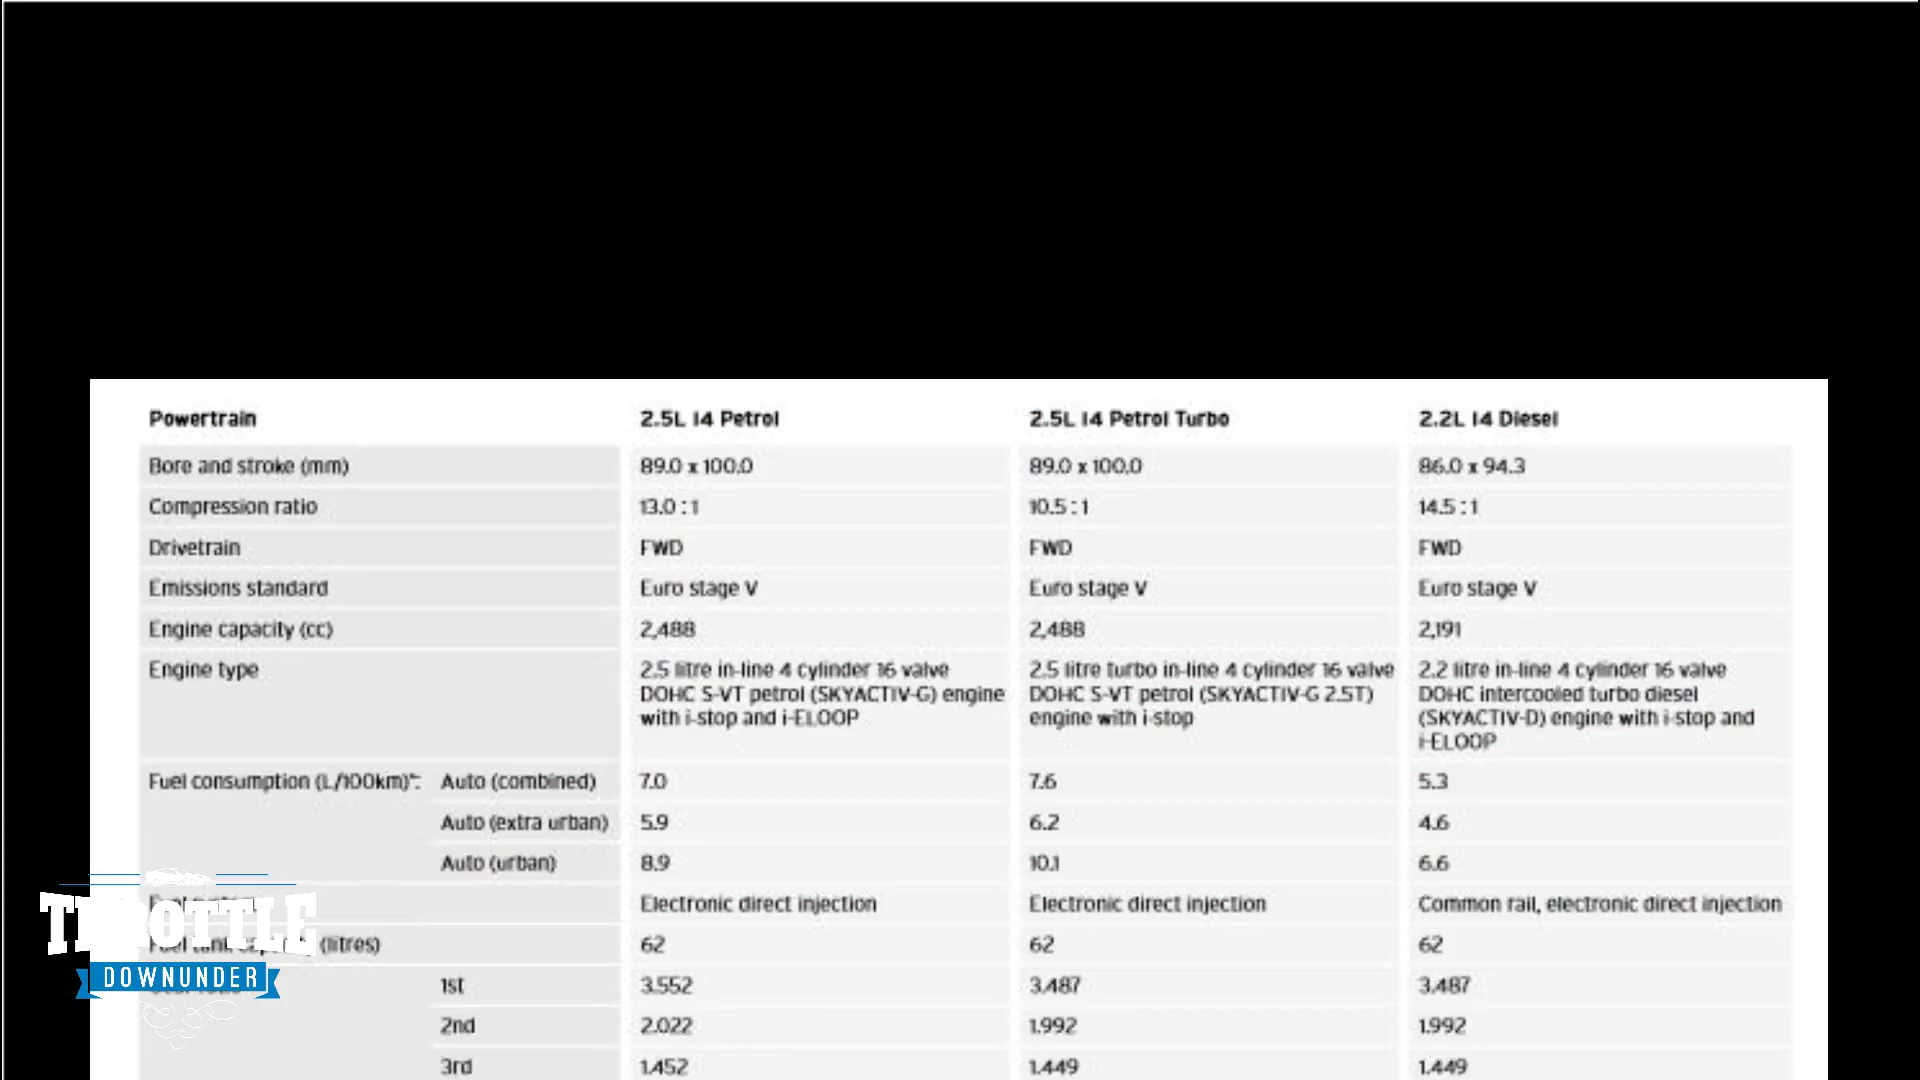 Powertrain 2.5L I4 Petrol 2.5L I4 Petrol Turbo 2.2L I4 Diesel
Bore and stroke (mm) 89.0 x 100.0 89.0 x 100.0 86.0 x 94.3
Compression ratio 13.0 : 1 10.5 : 1 14.5 : 1
Drivetrain FWD FWD FWD
Emissions standard Euro stage V Euro stage V Euro stage V
Engine capacity (cc) 2,488 2,488 2,191
Engine type 2.5 litre in-line 4 cylinder 16 valve 2.5 litre turbo in-line 4 cylinder 16 valve 2.2 litre in-line 4 cylinder 16 valve
DOHC S-VT petrol (SKYACTIV-G) engine DOHC S-VT petrol (SKYACTIV-G 2.5T) DOHC intercooled turbo diesel
with i-stop and i-ELOOP engine with i-stop (SKYACTIV-D) engine with i-stop and
i-ELOOP
Fuel consumption (L/100km)*: Auto (combined) 7.0 7.6 5.3
Auto (extra urban) 5.9 6.2 4.6
Auto (urban) 8.9 10.1 6.6
Electronic direct injection Electronic direct injection Common rail, electronic direct injection
Fuel tank (litres) 62 62 62
1st 3.552 3.487 3.487
2nd 2.022 1.992 1.992
3rd 1.452 1.449 1.449
THROTTLE
DOWNUNDER